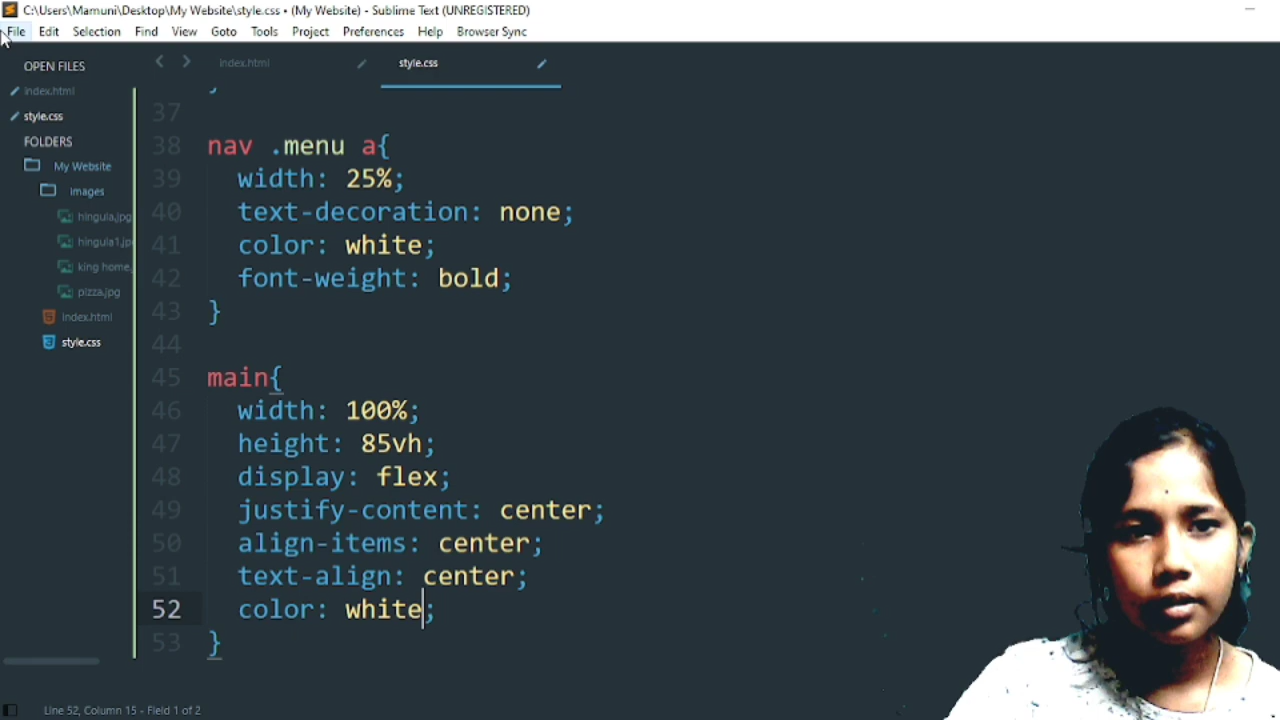 C:\Users\Mamuni\Desktop\My Website\style.css • (My Website) - Sublime Text (UNREGISTERED)
File Edit Selection Find View Goto Tools Project Preferences Help Browser Sync
OPEN FILES
index.html
style.css
FOLDERS
My Website
images
hingula.jpg
hingula1.jp
king home.
pizza.jpg
index.html
style.css
index.html
style.css
}
37
38 nav .menu a{
39 width: 25%;
40 text-decoration: none;
41 color: white;
42 font-weight: bold;
43 }
44
45 main{
46 width: 100%;
47 height: 85vh;
48 display: flex;
49 justify-content: center;
50 align-items: center;
51 text-align: center;
52 color: white;
53 }
Line 52, Column 15 - Field 1 of 2